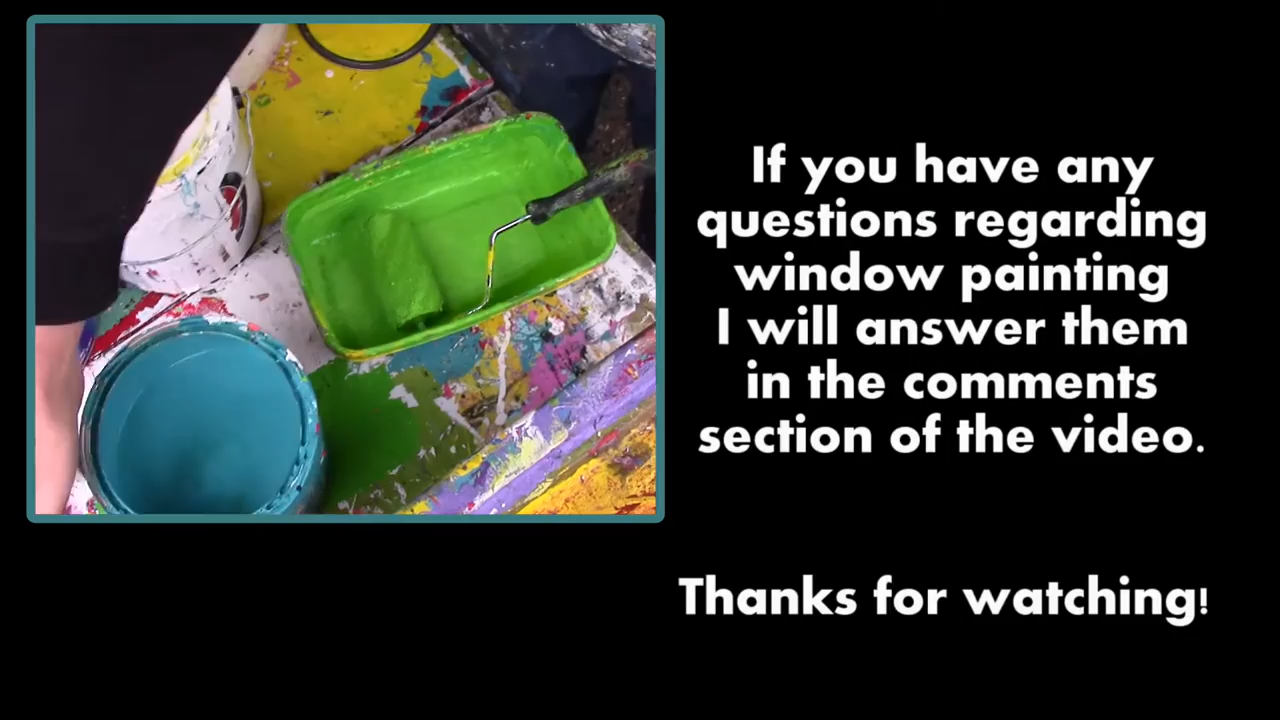 If you have any
questions regarding
window painting
I will answer them
in the comments
section of the video.
Thanks for watching!